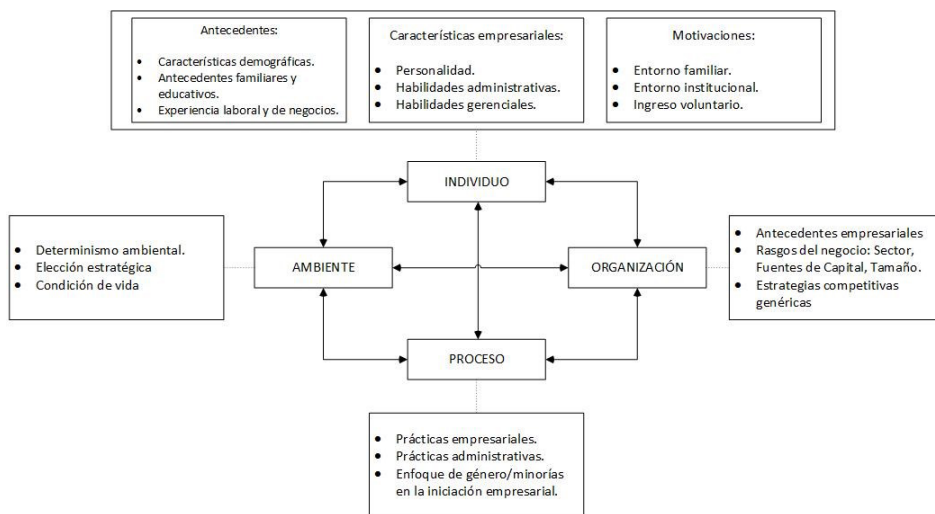 Antecedentes:
Características demográficas.
Antecedentes familiares y
educativos.
Experiencia laboral y de negocios.
Características empresariales:
Personalidad.
Habilidades administrativas.
Habilidades gerenciales.
Motivaciones:
Entorno familiar.
Entorno institucional.
Ingreso voluntario.
INDIVIDUO
Determinismo ambiental.
Elección estratégica
Condición de vida
AMBIENTE
ORGANIZACIÓN
Antecedentes empresariales
Rasgos del negocio: Sector,
Fuentes de Capital, Tamaño.
Estrategias competitivas
genéricas
PROCESO
Prácticas empresariales.
Prácticas administrativas.
Enfoque de género/minorías
en la iniciación empresarial.